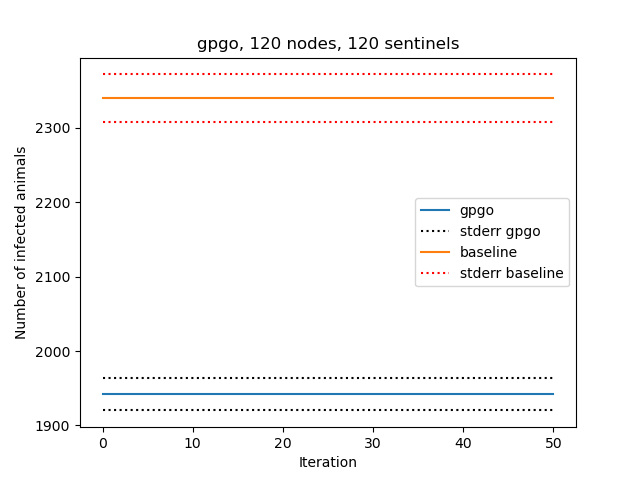 gpgo, 120 nodes, 120 sentinels
Number of infected animals
2300
2200
2100
2000
1900
gpgo
stderr gpgo
baseline
stderr baseline
0 10 20 30 40 50
Iteration